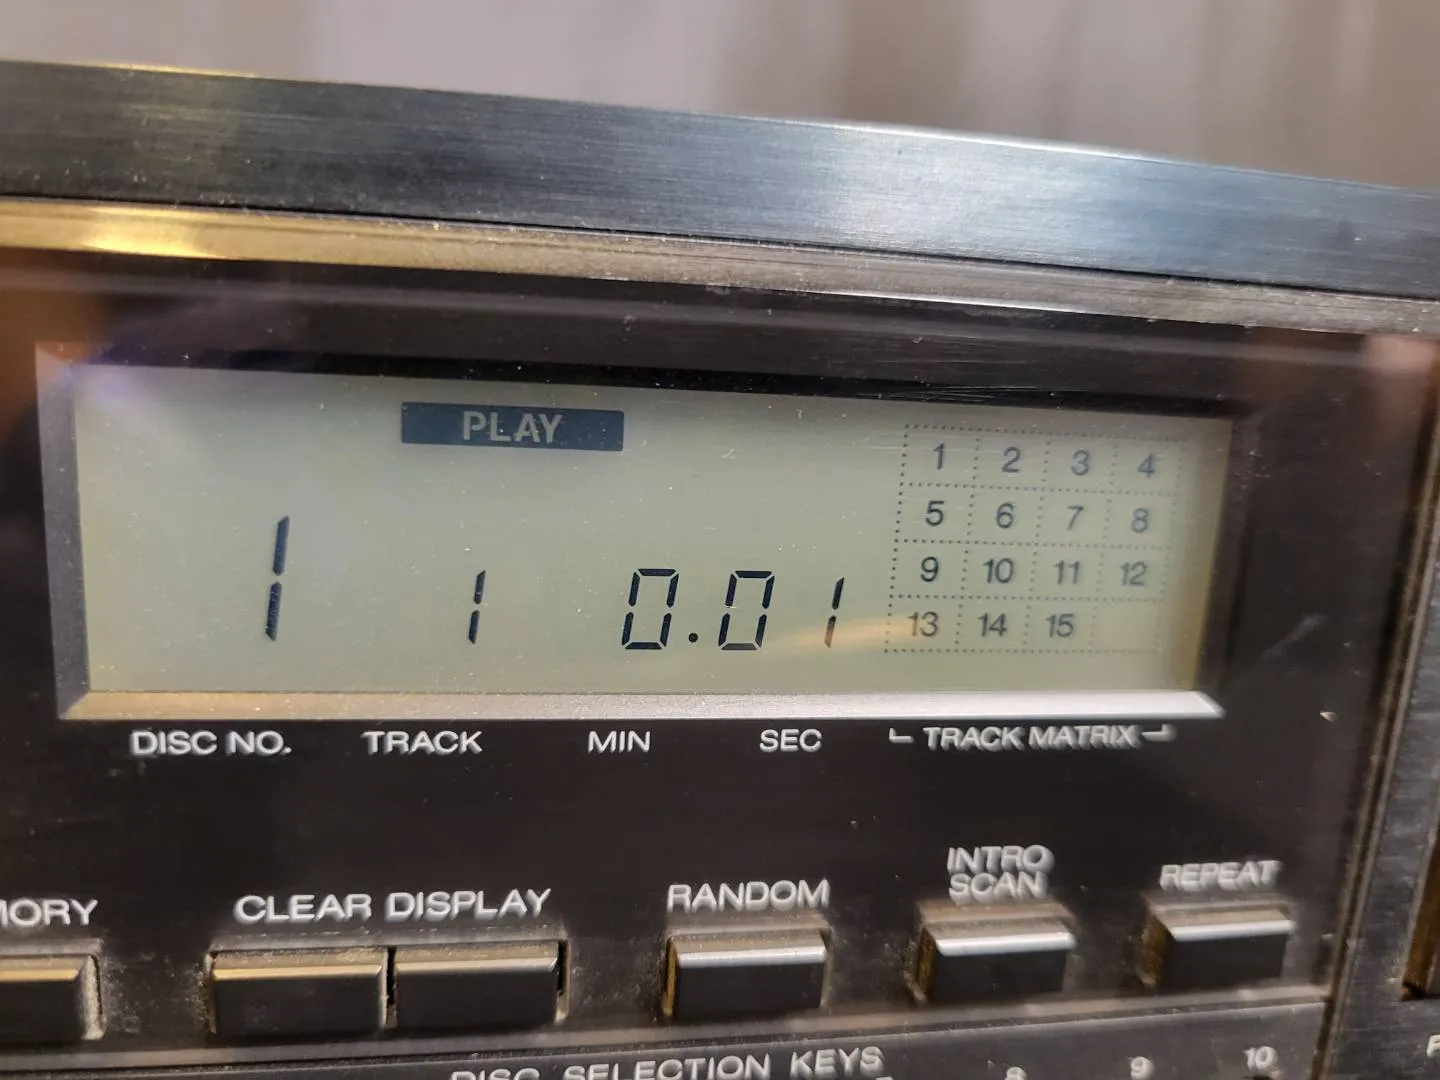 PLAY
1 1 0.01
1 2 3 4
5 6 7 8
9 10 11 12
13 14 15
DISC NO. TRACK MIN SEC TRACK MATRIX
CLEAR DISPLAY RANDOM INTRO SCAN REPEAT
DISC SELECTION KEYS 8 9 10